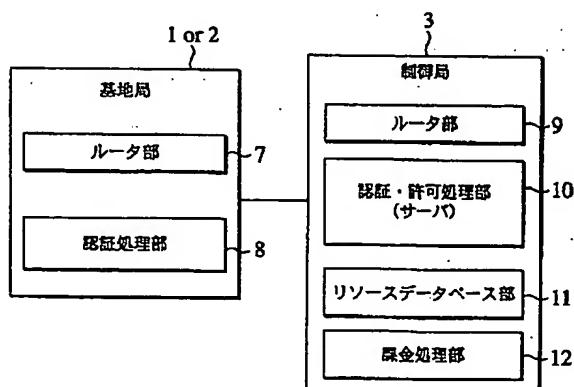 1 or 2
基地局
ルータ部
7
認証処理部
8
3
制御局
ルータ部
9
認証・許可処理部
(サーバ)
10
リソースデータベース部
11
課金処理部
12